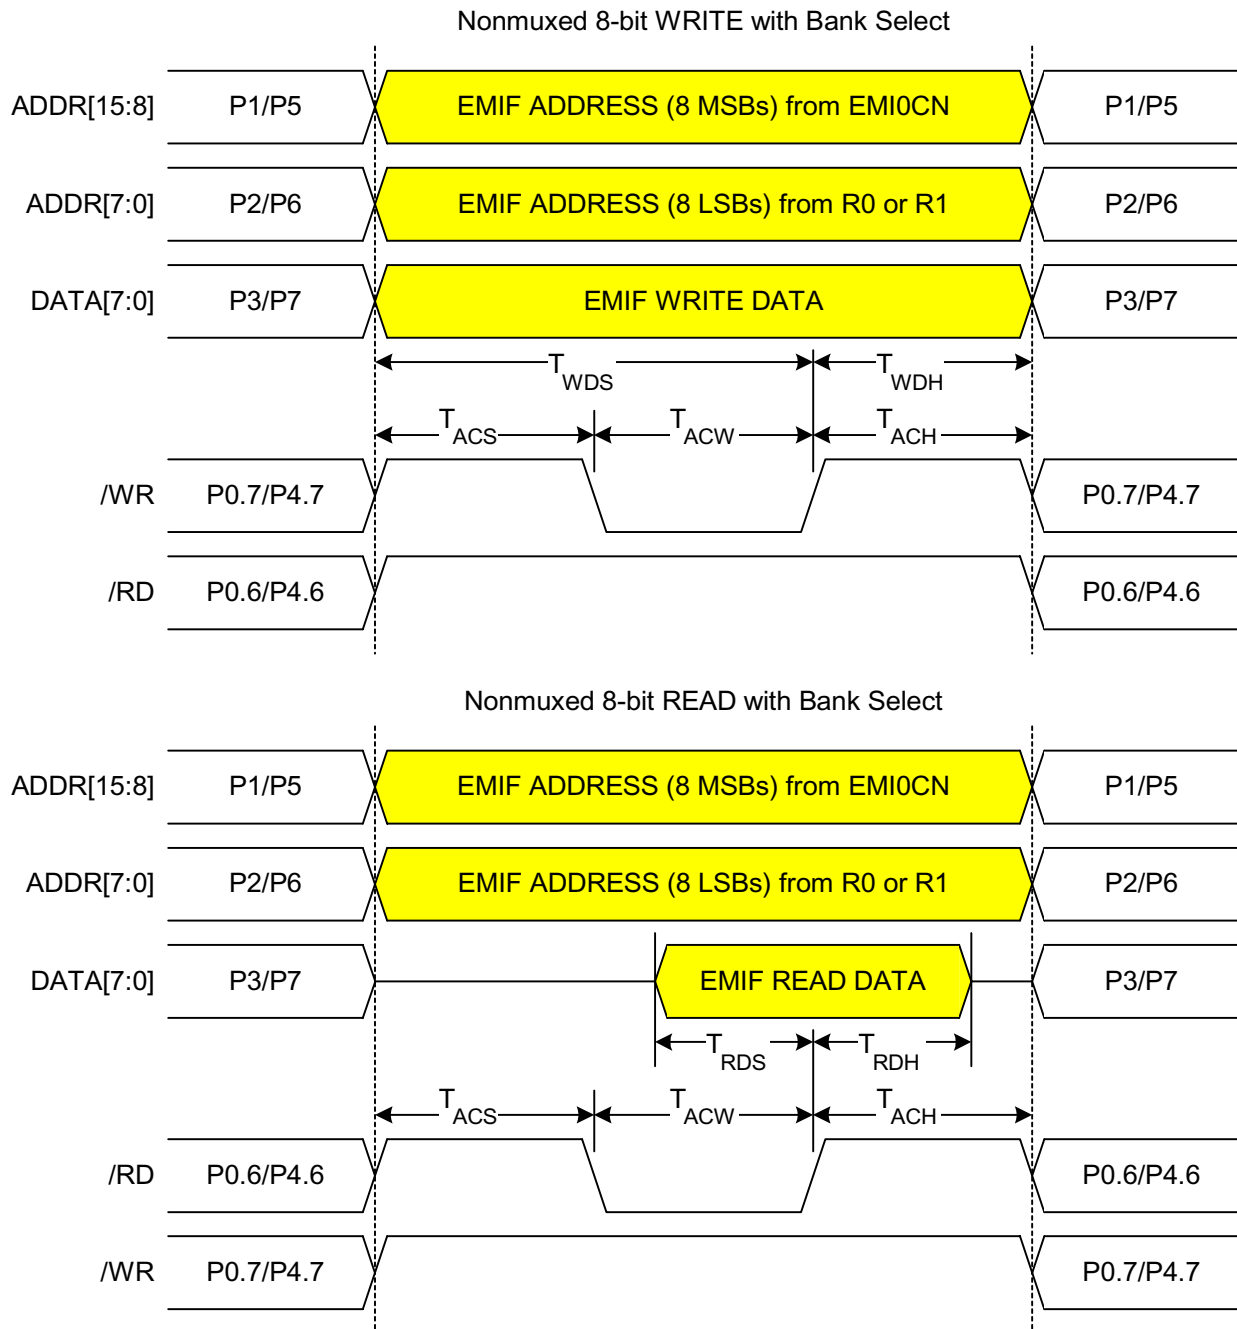 Nonmuxed 8-bit WRITE with Bank Select
ADDR[15:8] P1/P5 EMIF ADDRESS (8 MSBs) from EMI0CN P1/P5
ADDR[7:0] P2/P6 EMIF ADDRESS (8 LSBs) from R0 or R1 P2/P6
DATA[7:0] P3/P7 EMIF WRITE DATA P3/P7
TWDS TWDH
TACS TACW TACH
/WR P0.7/P4.7 P0.7/P4.7
/RD P0.6/P4.6 P0.6/P4.6
Nonmuxed 8-bit READ with Bank Select
ADDR[15:8] P1/P5 EMIF ADDRESS (8 MSBs) from EMI0CN P1/P5
ADDR[7:0] P2/P6 EMIF ADDRESS (8 LSBs) from R0 or R1 P2/P6
DATA[7:0] P3/P7 EMIF READ DATA P3/P7
TRDS TRDH
TACS TACW TACH
/RD P0.6/P4.6 P0.6/P4.6
/WR P0.7/P4.7 P0.7/P4.7